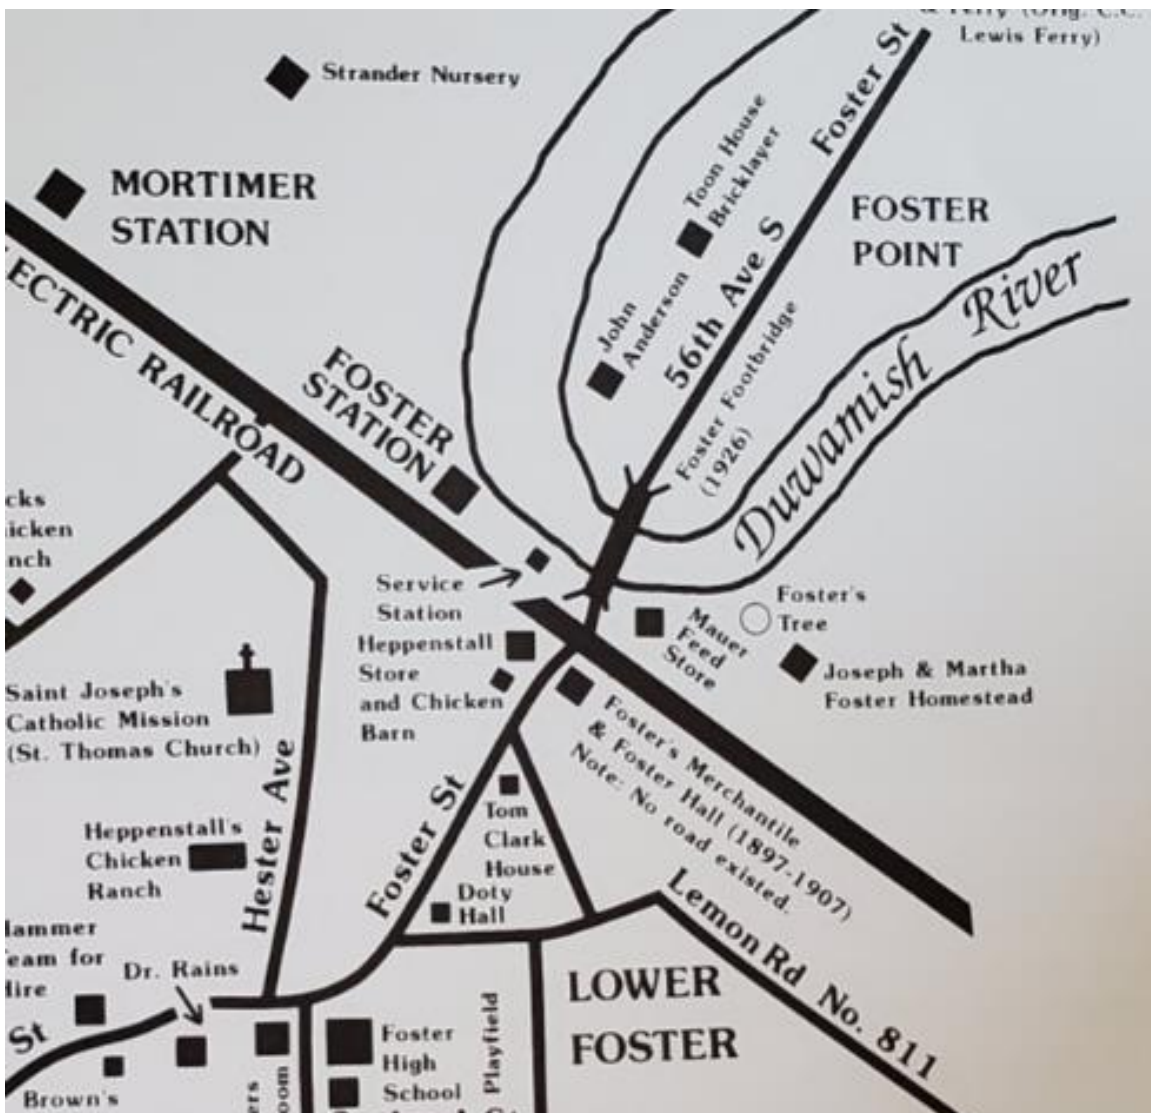 Lewis Ferry)
Strander Nursery
Foster St
MORTIMER
STATION
Toon House
Bricklayer
FOSTER
POINT
56th Ave S
John
Anderson
Foster Footbridge
(1926)
Duwamish River
ELECTRIC RAILROAD
FOSTER
STATION
Service
Station
Heppenstall
Store
and Chicken
Barn
Mauer
Feed
Store
Foster's
Tree
Joseph & Martha
Foster Homestead
Saint Joseph's
Catholic Mission
(St. Thomas Church)
Hester Ave
Foster's Merchantile
& Foster Hall (1897-1907)
Note: No road existed.
Foster St
Tom
Clark
House
Doty
Hall
Heppenstall's
Chicken
Ranch
Lemon Rd No. 811
Dr. Rains
LOWER
FOSTER
St
Foster
High
School
Playfield
Brown's